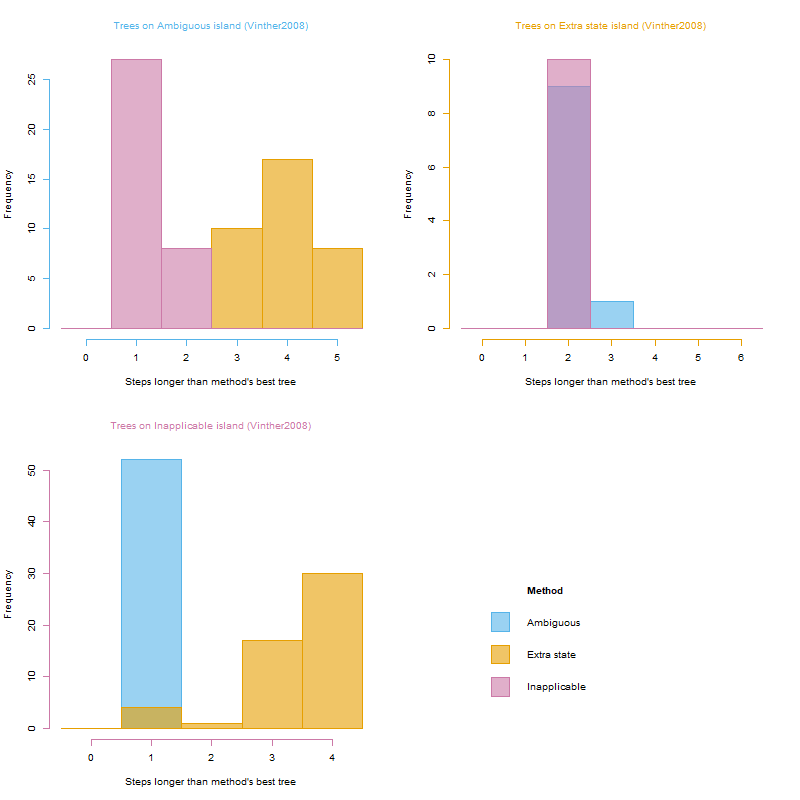 Trees on Ambiguous island (Vinther2008)
Frequency
0 5 10 15 20 25
0 1 2 3 4 5
Steps longer than method's best tree
Trees on Extra state island (Vinther2008)
Frequency
0 2 4 6 8 10
0 1 2 3 4 5 6
Steps longer than method's best tree
Trees on Inapplicable island (Vinther2008)
Frequency
0 10 20 30 40 50
0 1 2 3 4
Steps longer than method's best tree
Method
Ambiguous
Extra state
Inapplicable